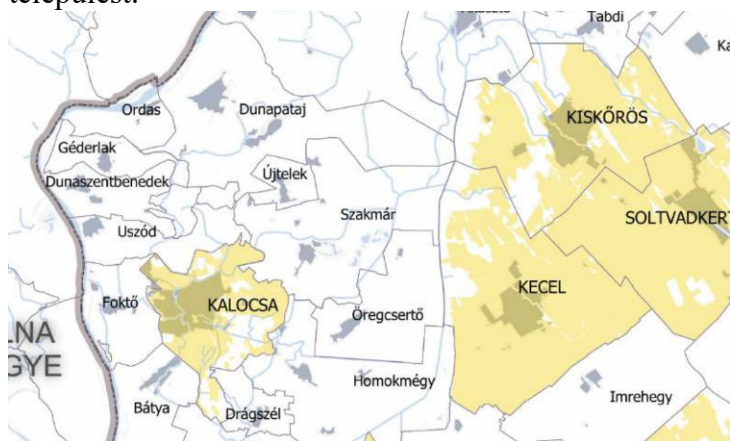 települést.
Tabdi
Ordas
Dunapataj
KISKŐRÖS
Géderlak
Dunaszentbenedek
Újtelek
Szakmár
SOLTVADKERT
Uszód
Foktő
KALOCSA
KECEL
Öregcsertő
LNA
GYE
Homokmégy
Imrehegy
Bátya
Drágszél